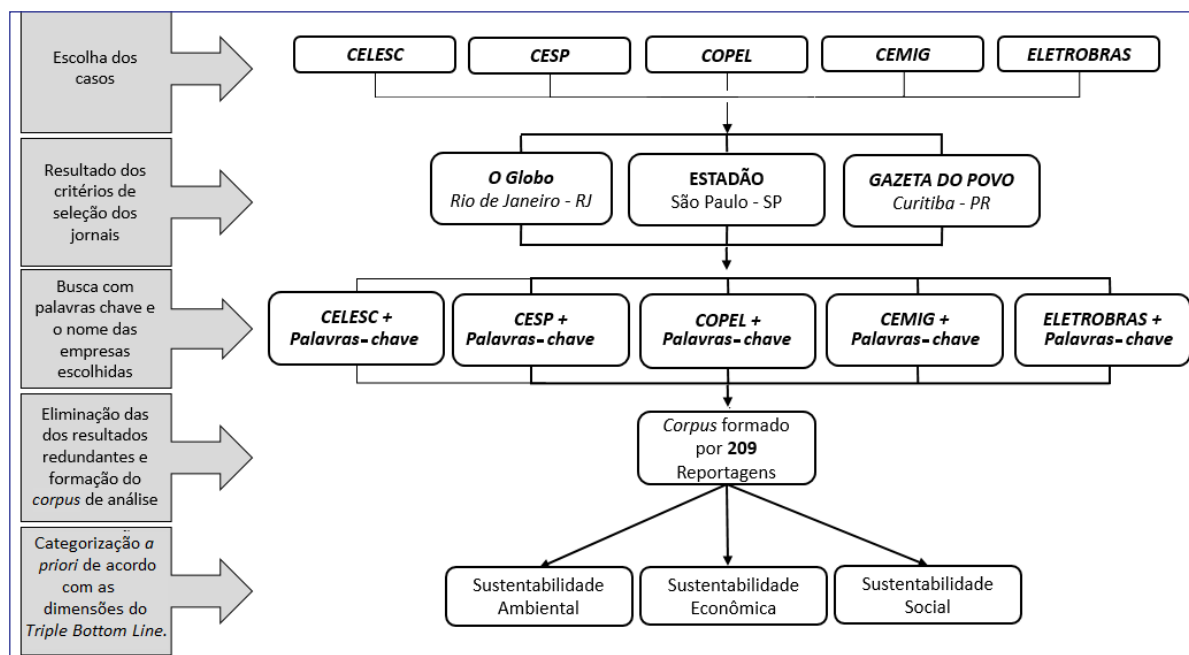 Escolha dos
casos
CELESC
CESP
COPEL
CEMIG
ELETROBRAS
Resultado dos
critérios de
seleção dos
jornais
O Globo
Rio de Janeiro - RJ
ESTADÃO
São Paulo - SP
GAZETA DO POVO
Curitiba - PR
Busca com
palavras chave e
o nome das
empresas
escolhidas
CELESC +
Palavras-chave
CESP +
Palavras-chave
COPEL +
Palavras-chave
CEMIG +
Palavras-chave
ELETROBRAS +
Palavras-chave
Eliminação das
dos resultados
redundantes e
formação do
corpus de análise
Corpus formado
por 209
Reportagens
Categorização a
priori de acordo
com as
dimensões do
Triple Bottom Line.
Sustentabilidade
Ambiental
Sustentabilidade
Econômica
Sustentabilidade
Social